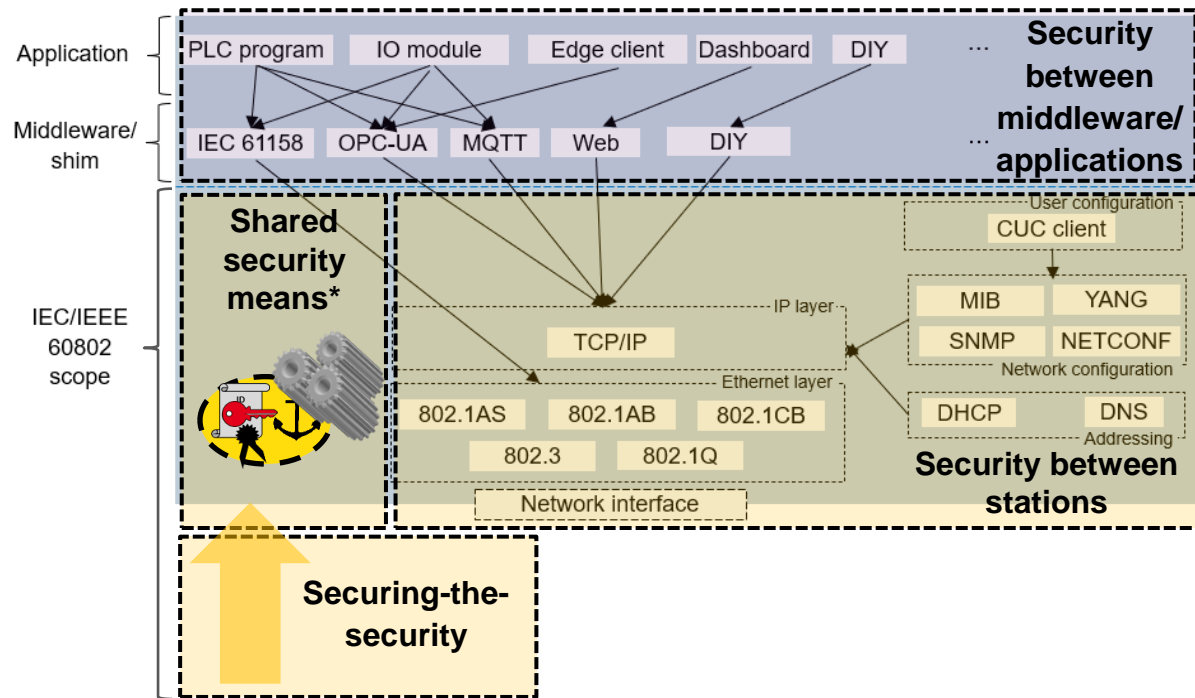 Application
PLC program
IO module
Edge client
Dashboard
DIY
...
Security
between
middleware/
applications
Middleware/
shim
IEC 61158
OPC-UA
MQTT
Web
DIY
...
IEC/IEEE
60802
scope
Shared
security
means*
ID
User configuration
CUC client
MIB
YANG
SNMP
NETCONF
Network configuration
IP layer
TCP/IP
Ethernet layer
802.1AS
802.1AB
802.1CB
802.3
802.1Q
DHCP
DNS
Addressing
Security between
stations
Network interface
Securing-the-
security